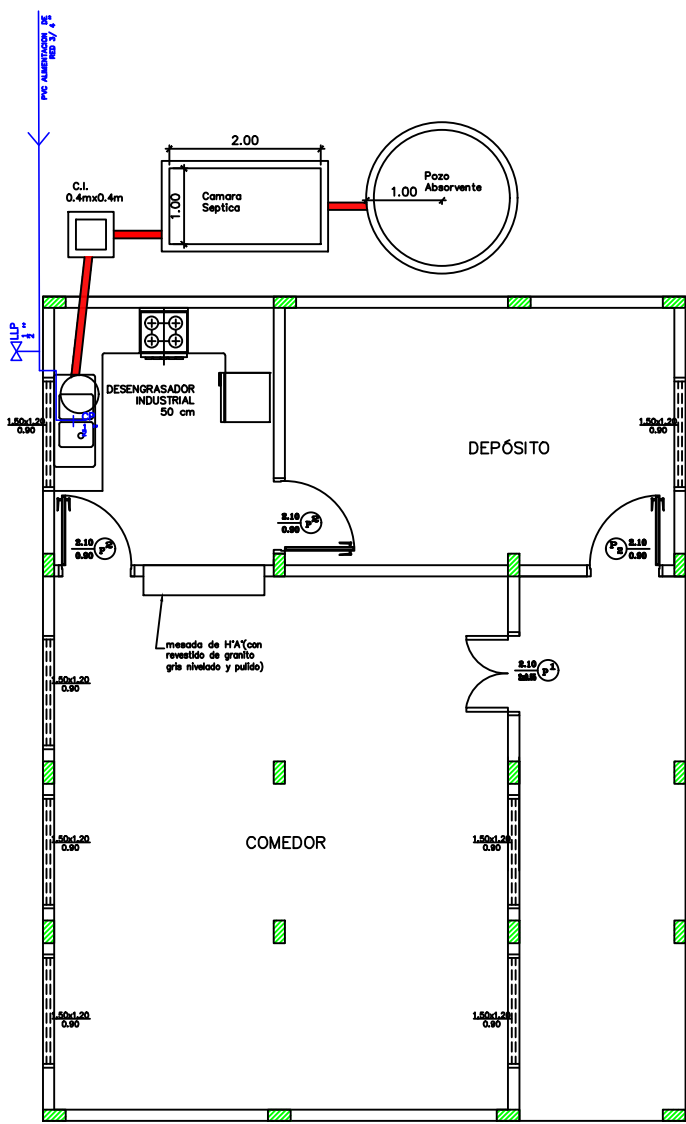 PVC ALIMENTACION DE
RED 3/ 4 "
2.00
C.I.
0.4mx0.4m
1.00
Camara
Septica
Pozo
Absorvente
1.00
LLP
1/2 "
DESENGRASADOR
INDUSTRIAL
50 cm
1.50x1.20
0.90
DEPÓSITO
1.50x1.20
0.90
2.10
0.90
P2
2.10
0.90
P2
P2
2.10
0.90
mesada de H°A°(con
revestido de granito
gris nivelado y pulido)
2.10
P1
1.50x1.20
0.90
1.50x1.20
0.90
COMEDOR
1.50x1.20
0.90
1.50x1.20
0.90
1.50x1.20
0.90